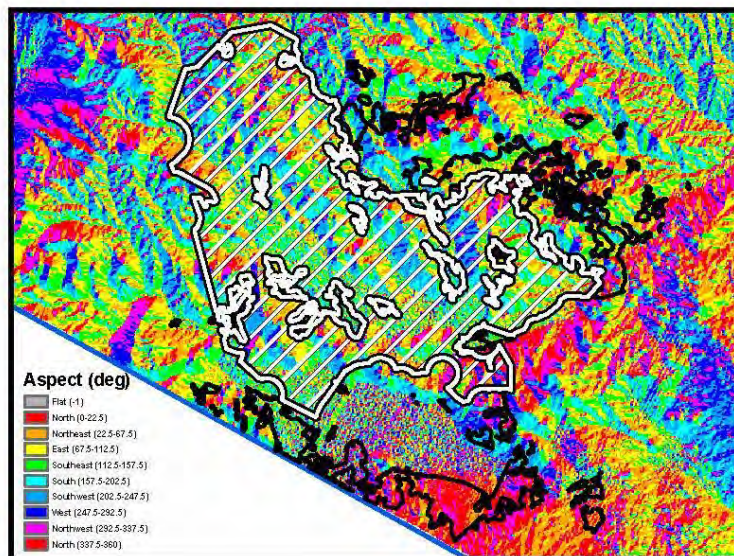 Aspect (deg)
Flat (-1)
North (0-22.5)
Northeast (22.5-67.5)
East (67.5-112.5)
Southeast (112.5-157.5)
South (157.5-202.5)
Southwest (202.5-247.5)
West (247.5-292.5)
Northwest (292.5-337.5)
North (337.5-360)